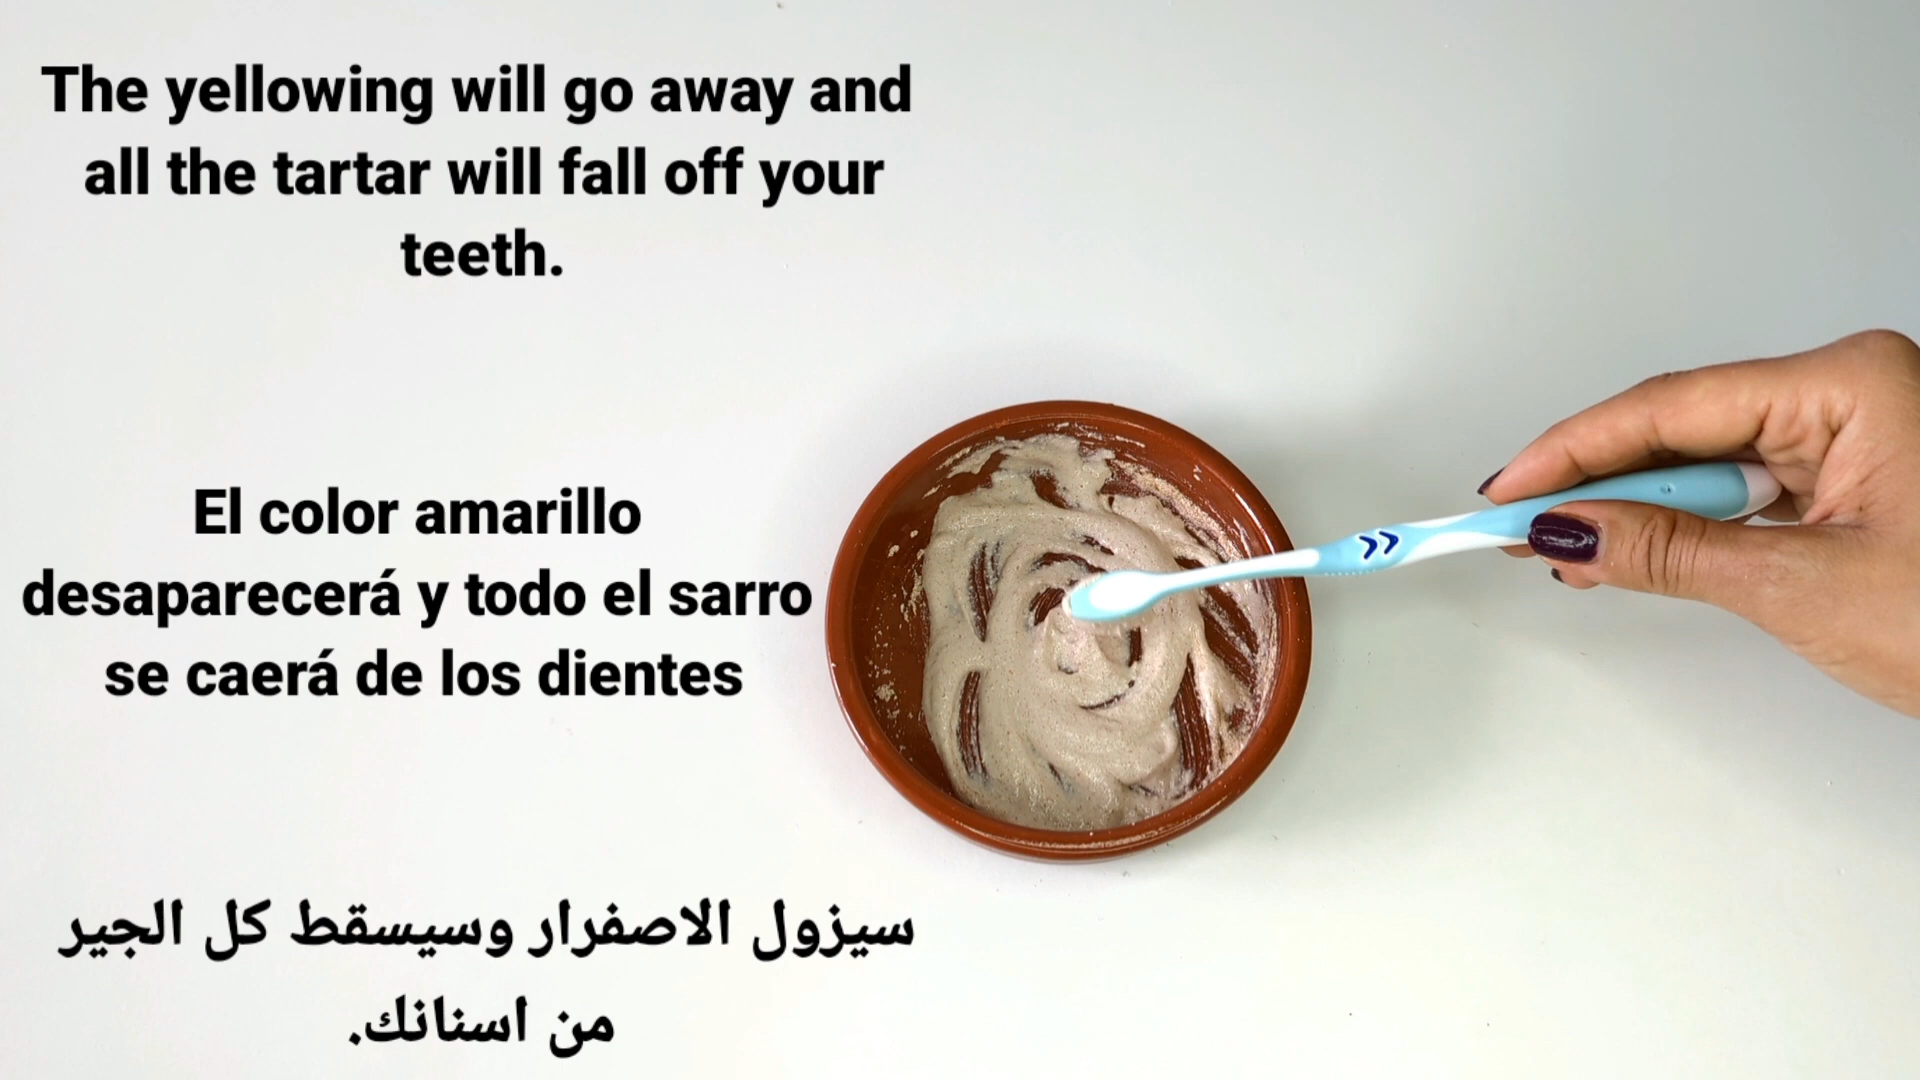 The yellowing will go away and
all the tartar will fall off your
teeth.
El color amarillo
desaparecerá y todo el sarro
se caerá de los dientes
سيزول الاصفرار وسيسقط كل الجير
من اسنانك.